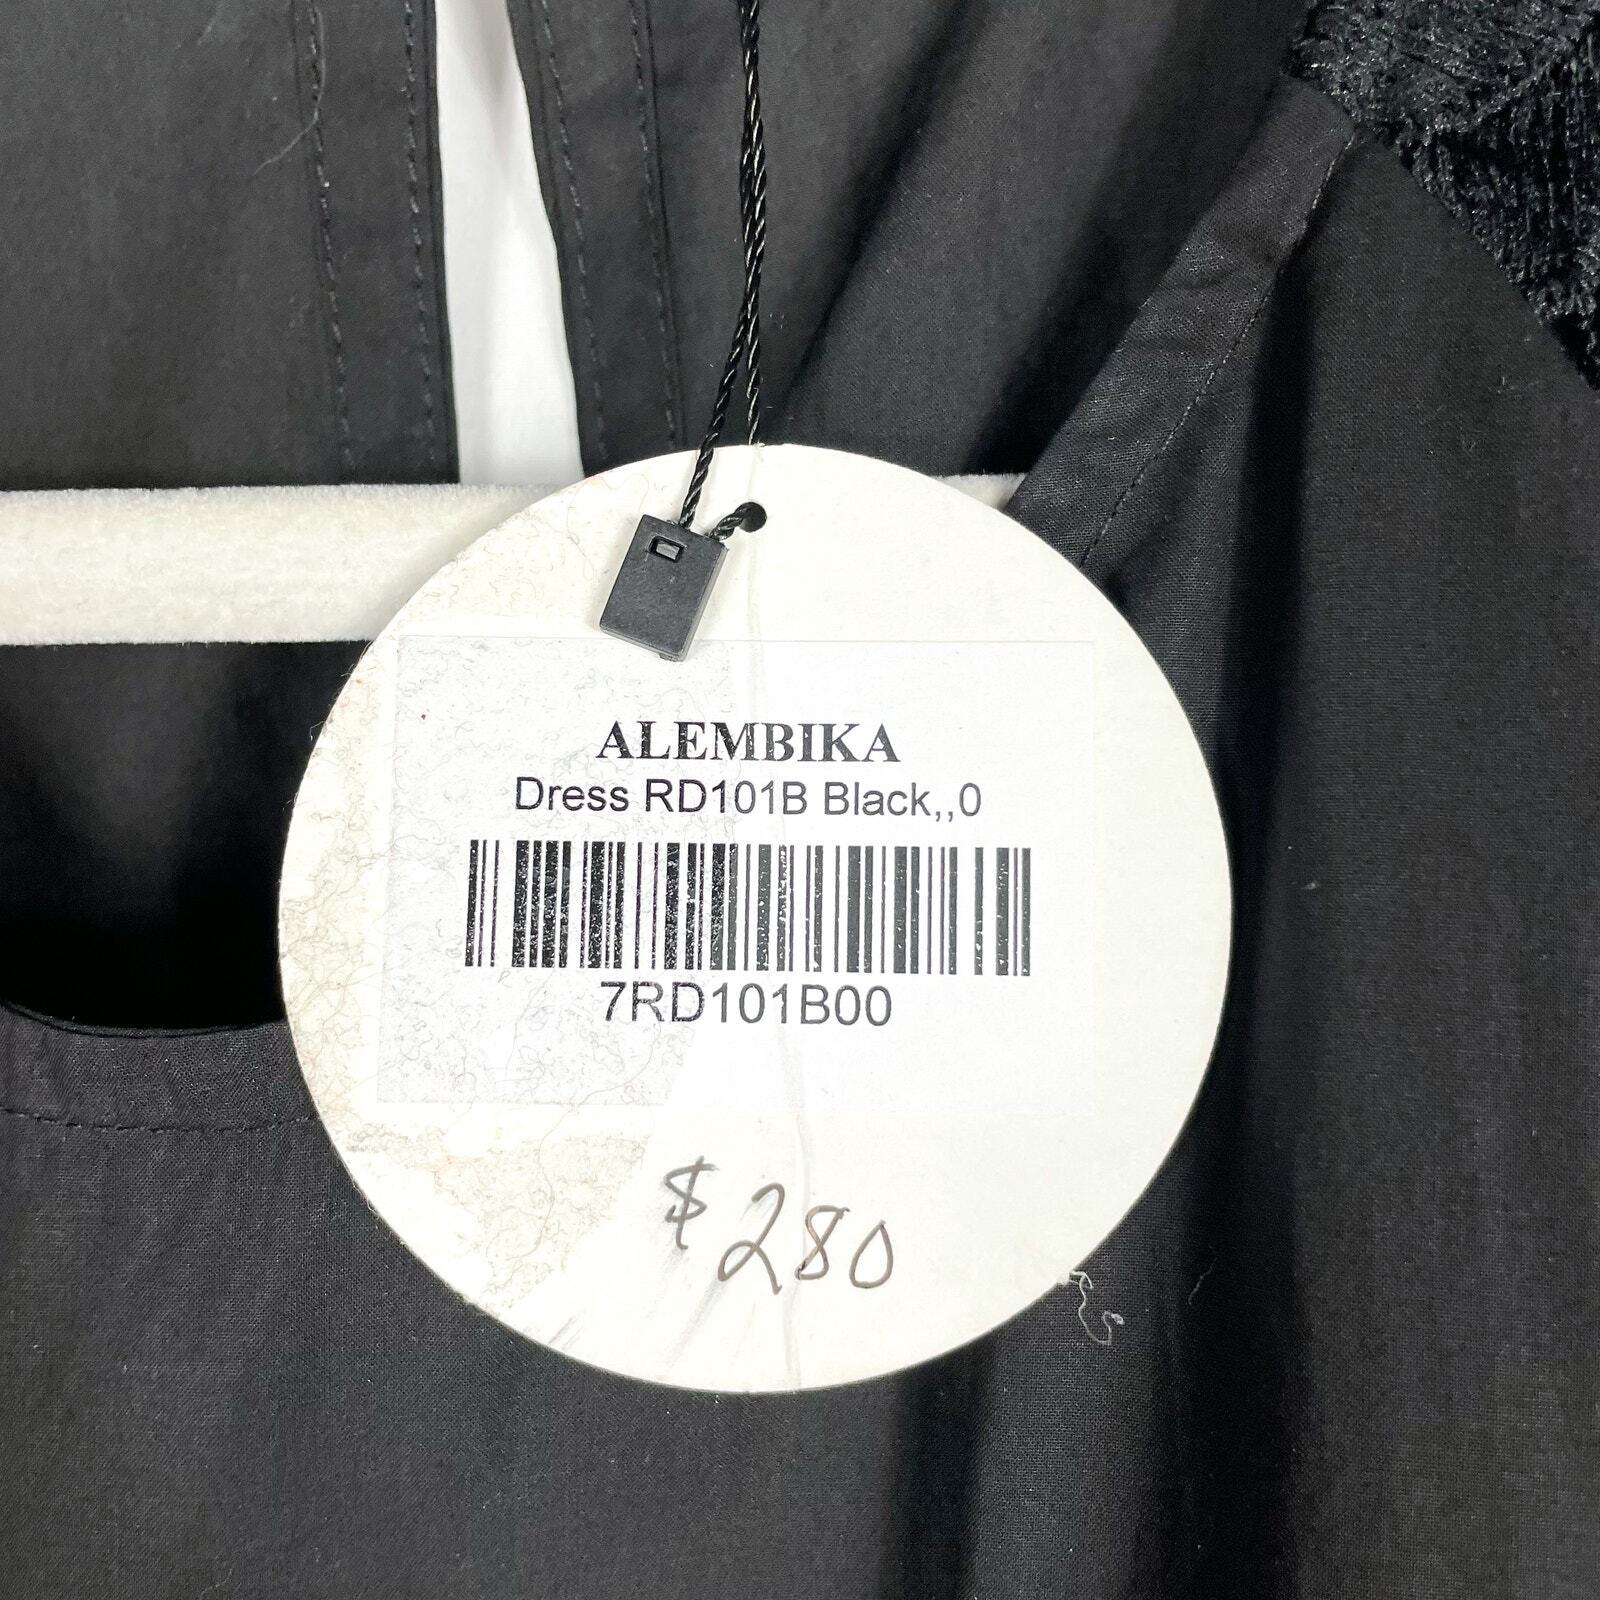 ALEMBIKA
Dress RD101B Black,,0
7RD101B00
$280